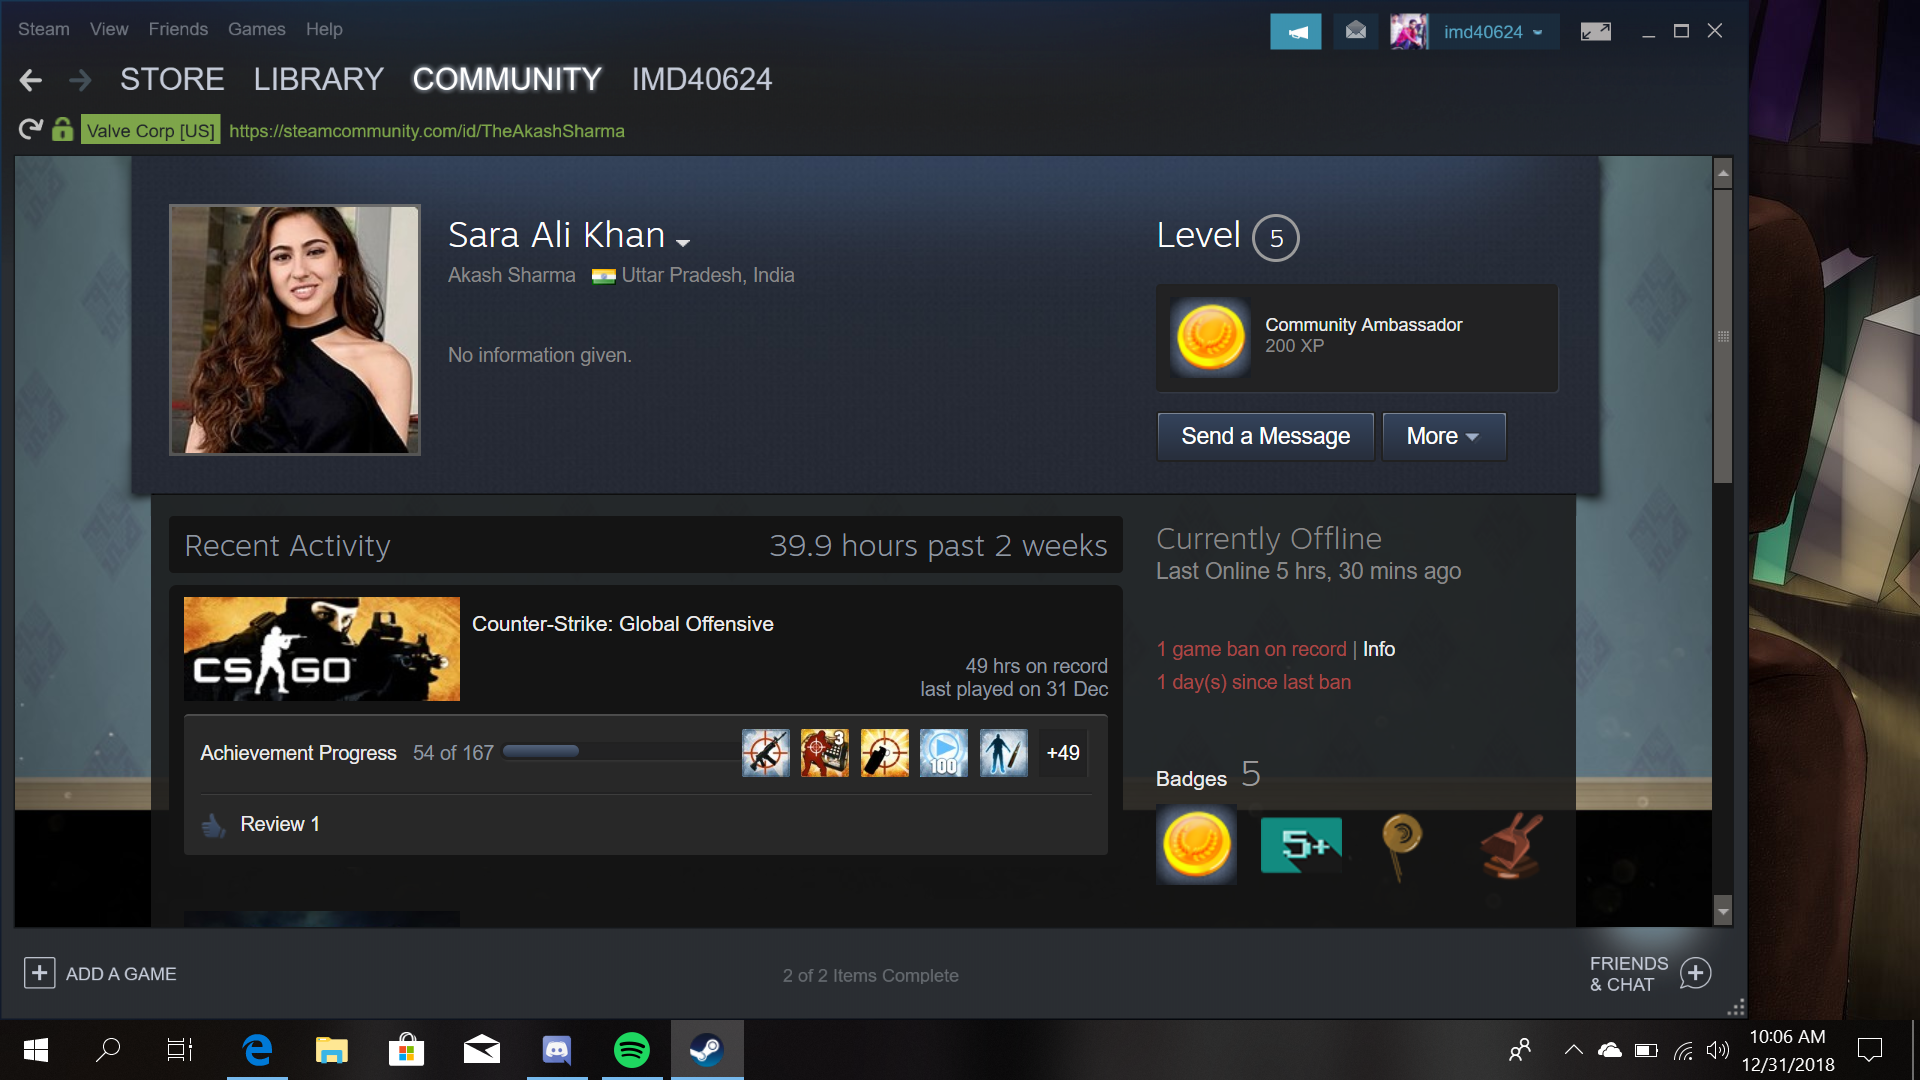 Steam View Friends Games Help
imd40624
STORE LIBRARY COMMUNITY IMD40624
Valve Corp [US] https://steamcommunity.com/id/TheAkashSharma
Sara Ali Khan
Akash Sharma Uttar Pradesh, India
No information given.
Level 5
Community Ambassador
200 XP
Send a Message More
Recent Activity 39.9 hours past 2 weeks
CS GO
Counter-Strike: Global Offensive
49 hrs on record
last played on 31 Dec
Achievement Progress 54 of 167
3
100
+49
Review 1
Currently Offline
Last Online 5 hrs, 30 mins ago
1 game ban on record | Info
1 day(s) since last ban
Badges 5
5+
ADD A GAME
2 of 2 Items Complete
FRIENDS
& CHAT
10:06 AM
12/31/2018